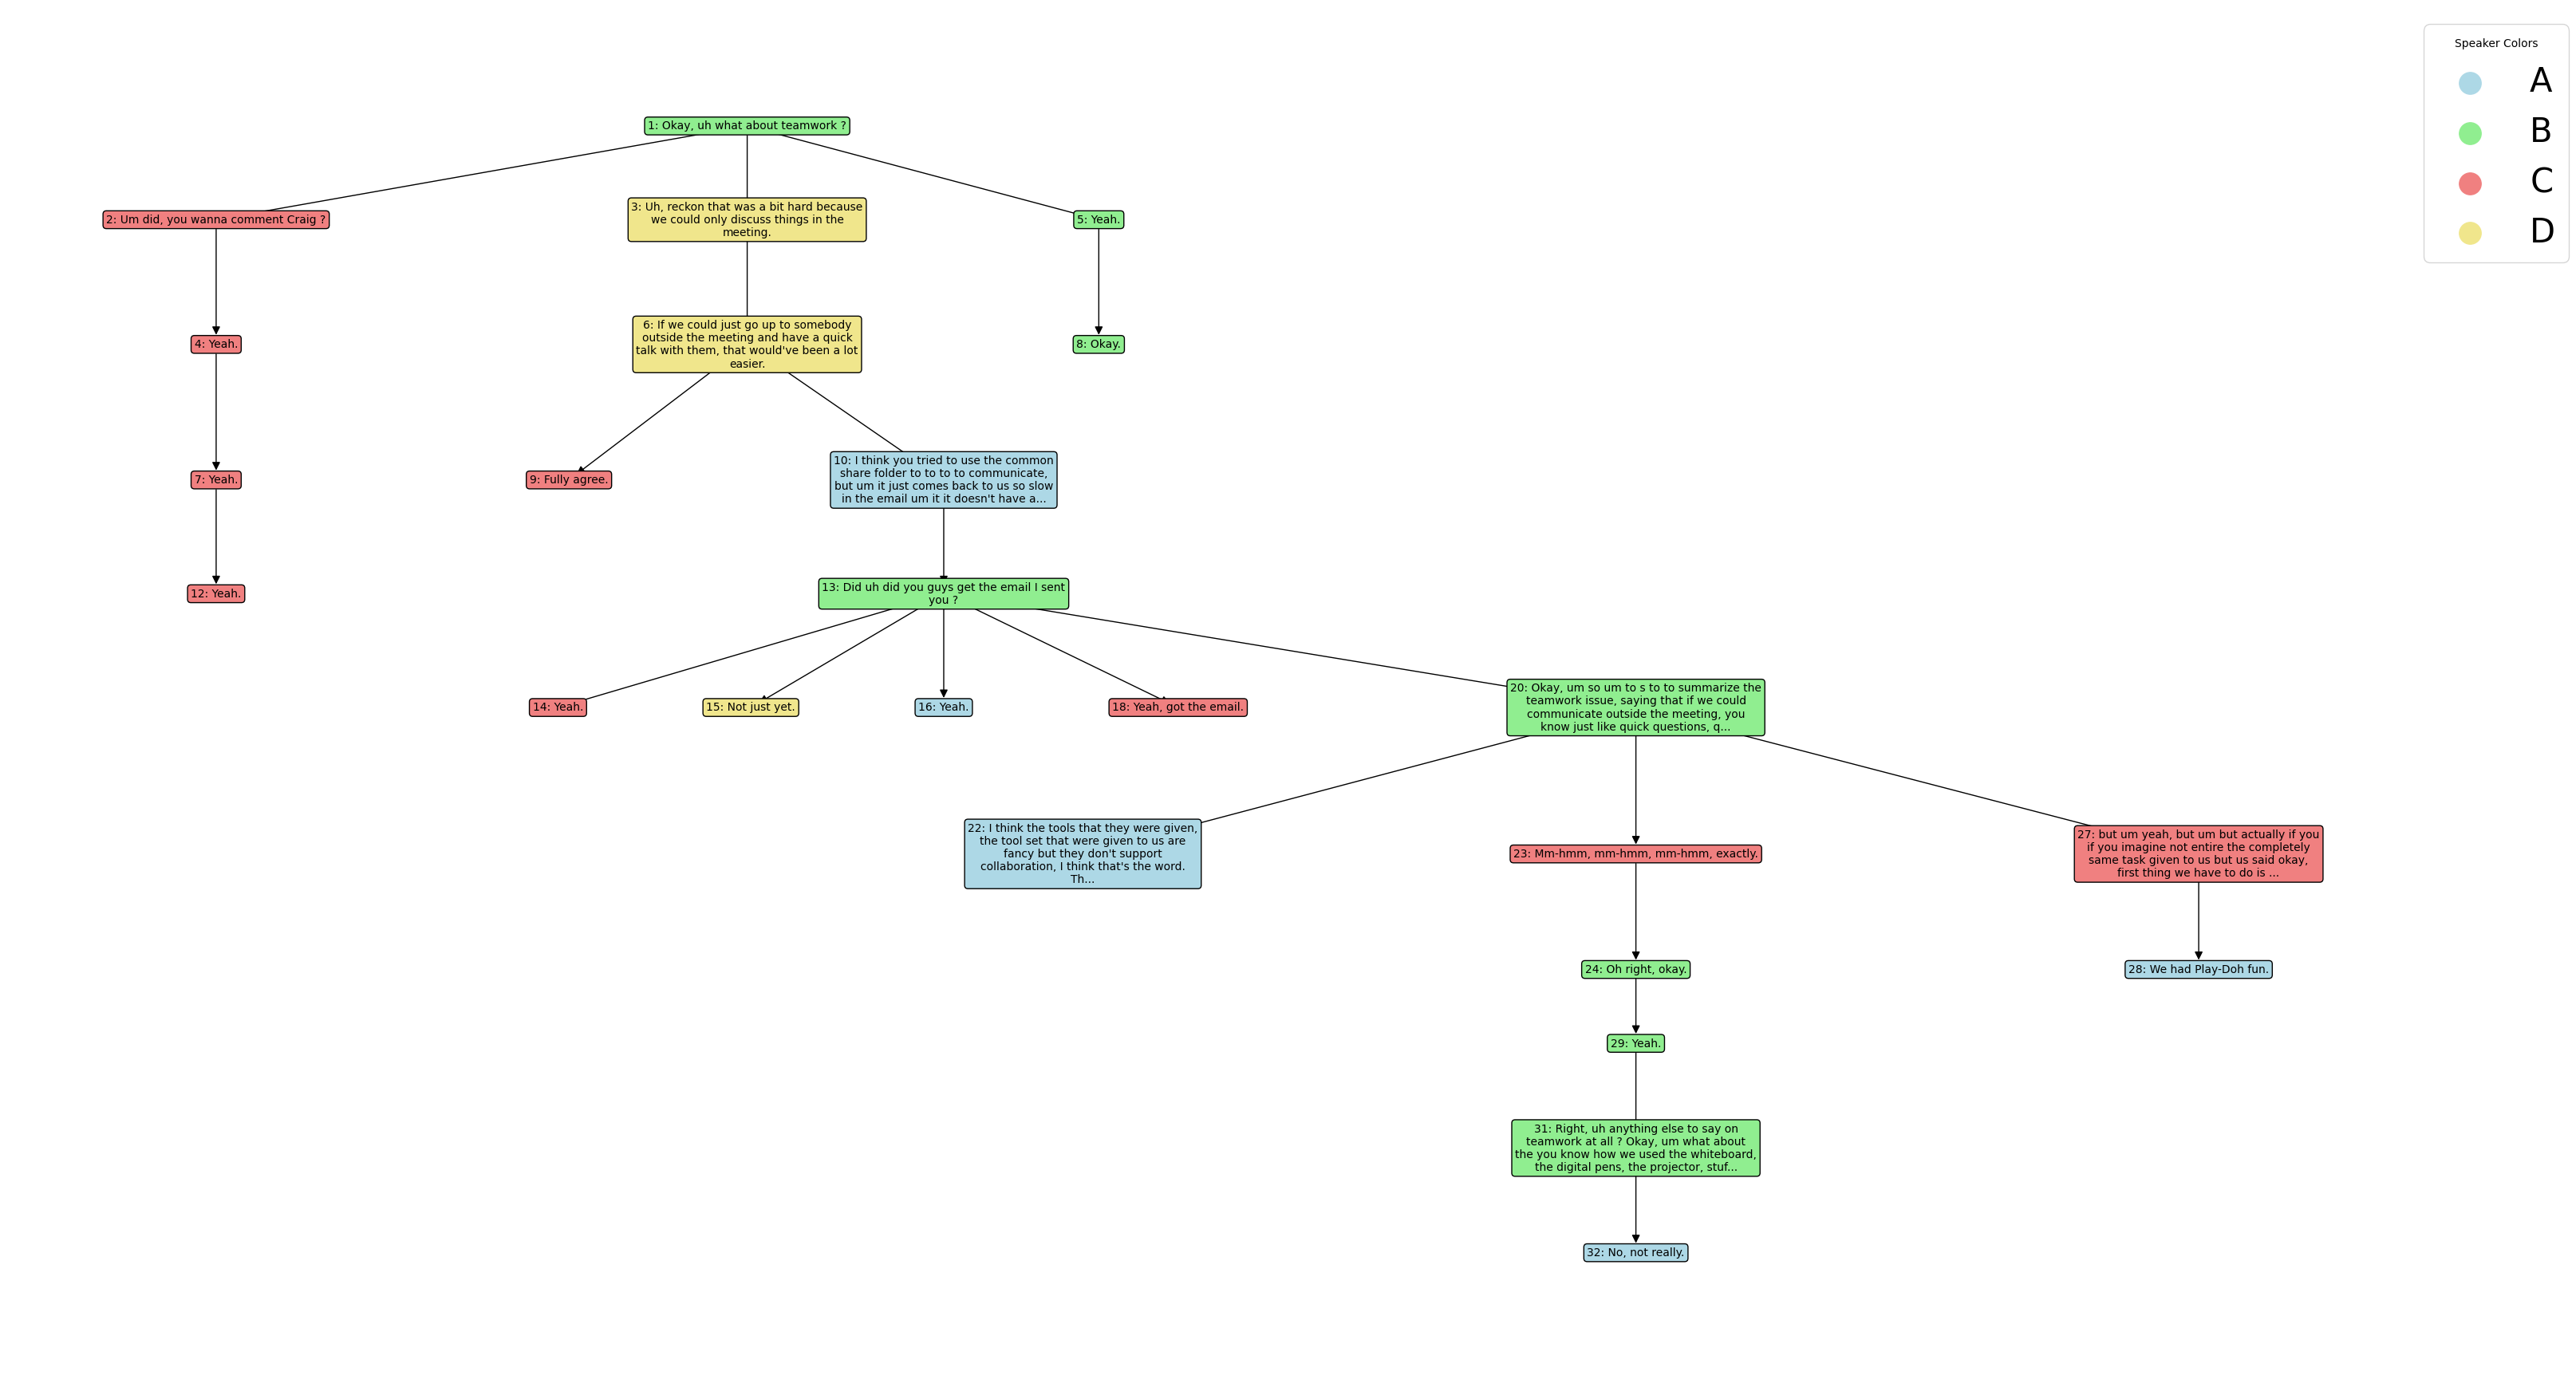 Speaker Colors
A
B
C
D
1: Okay, uh what about teamwork ?
2: Um did, you wanna comment Craig ?
3: Uh, reckon that was a bit hard because
we could only discuss things in the
meeting.
5: Yeah.
4: Yeah.
6: If we could just go up to somebody
outside the meeting and have a quick
talk with them, that would've been a lot
easier.
8: Okay.
7: Yeah.
9: Fully agree.
10: I think you tried to use the common
share folder to to to to communicate,
but um it just comes back to us so slow
in the email um it it doesn't have a...
12: Yeah.
13: Did uh did you guys get the email I sent
you ?
14: Yeah.
15: Not just yet.
16: Yeah.
18: Yeah, got the email.
20: Okay, um so um to s to to summarize the
teamwork issue, saying that if we could
communicate outside the meeting, you
know just like quick questions, q...
22: I think the tools that they were given,
the tool set that were given to us are
fancy but they don't support
collaboration, I think that's the word.
Th...
23: Mm-hmm, mm-hmm, mm-hmm, exactly.
27: but um yeah, but um but actually if you
if you imagine not entire the completely
same task given to us but us said okay,
first thing we have to do is ...
24: Oh right, okay.
28: We had Play-Doh fun.
29: Yeah.
31: Right, uh anything else to say on
teamwork at all ? Okay, um what about
the you know how we used the whiteboard,
the digital pens, the projector, stuf...
32: No, not really.